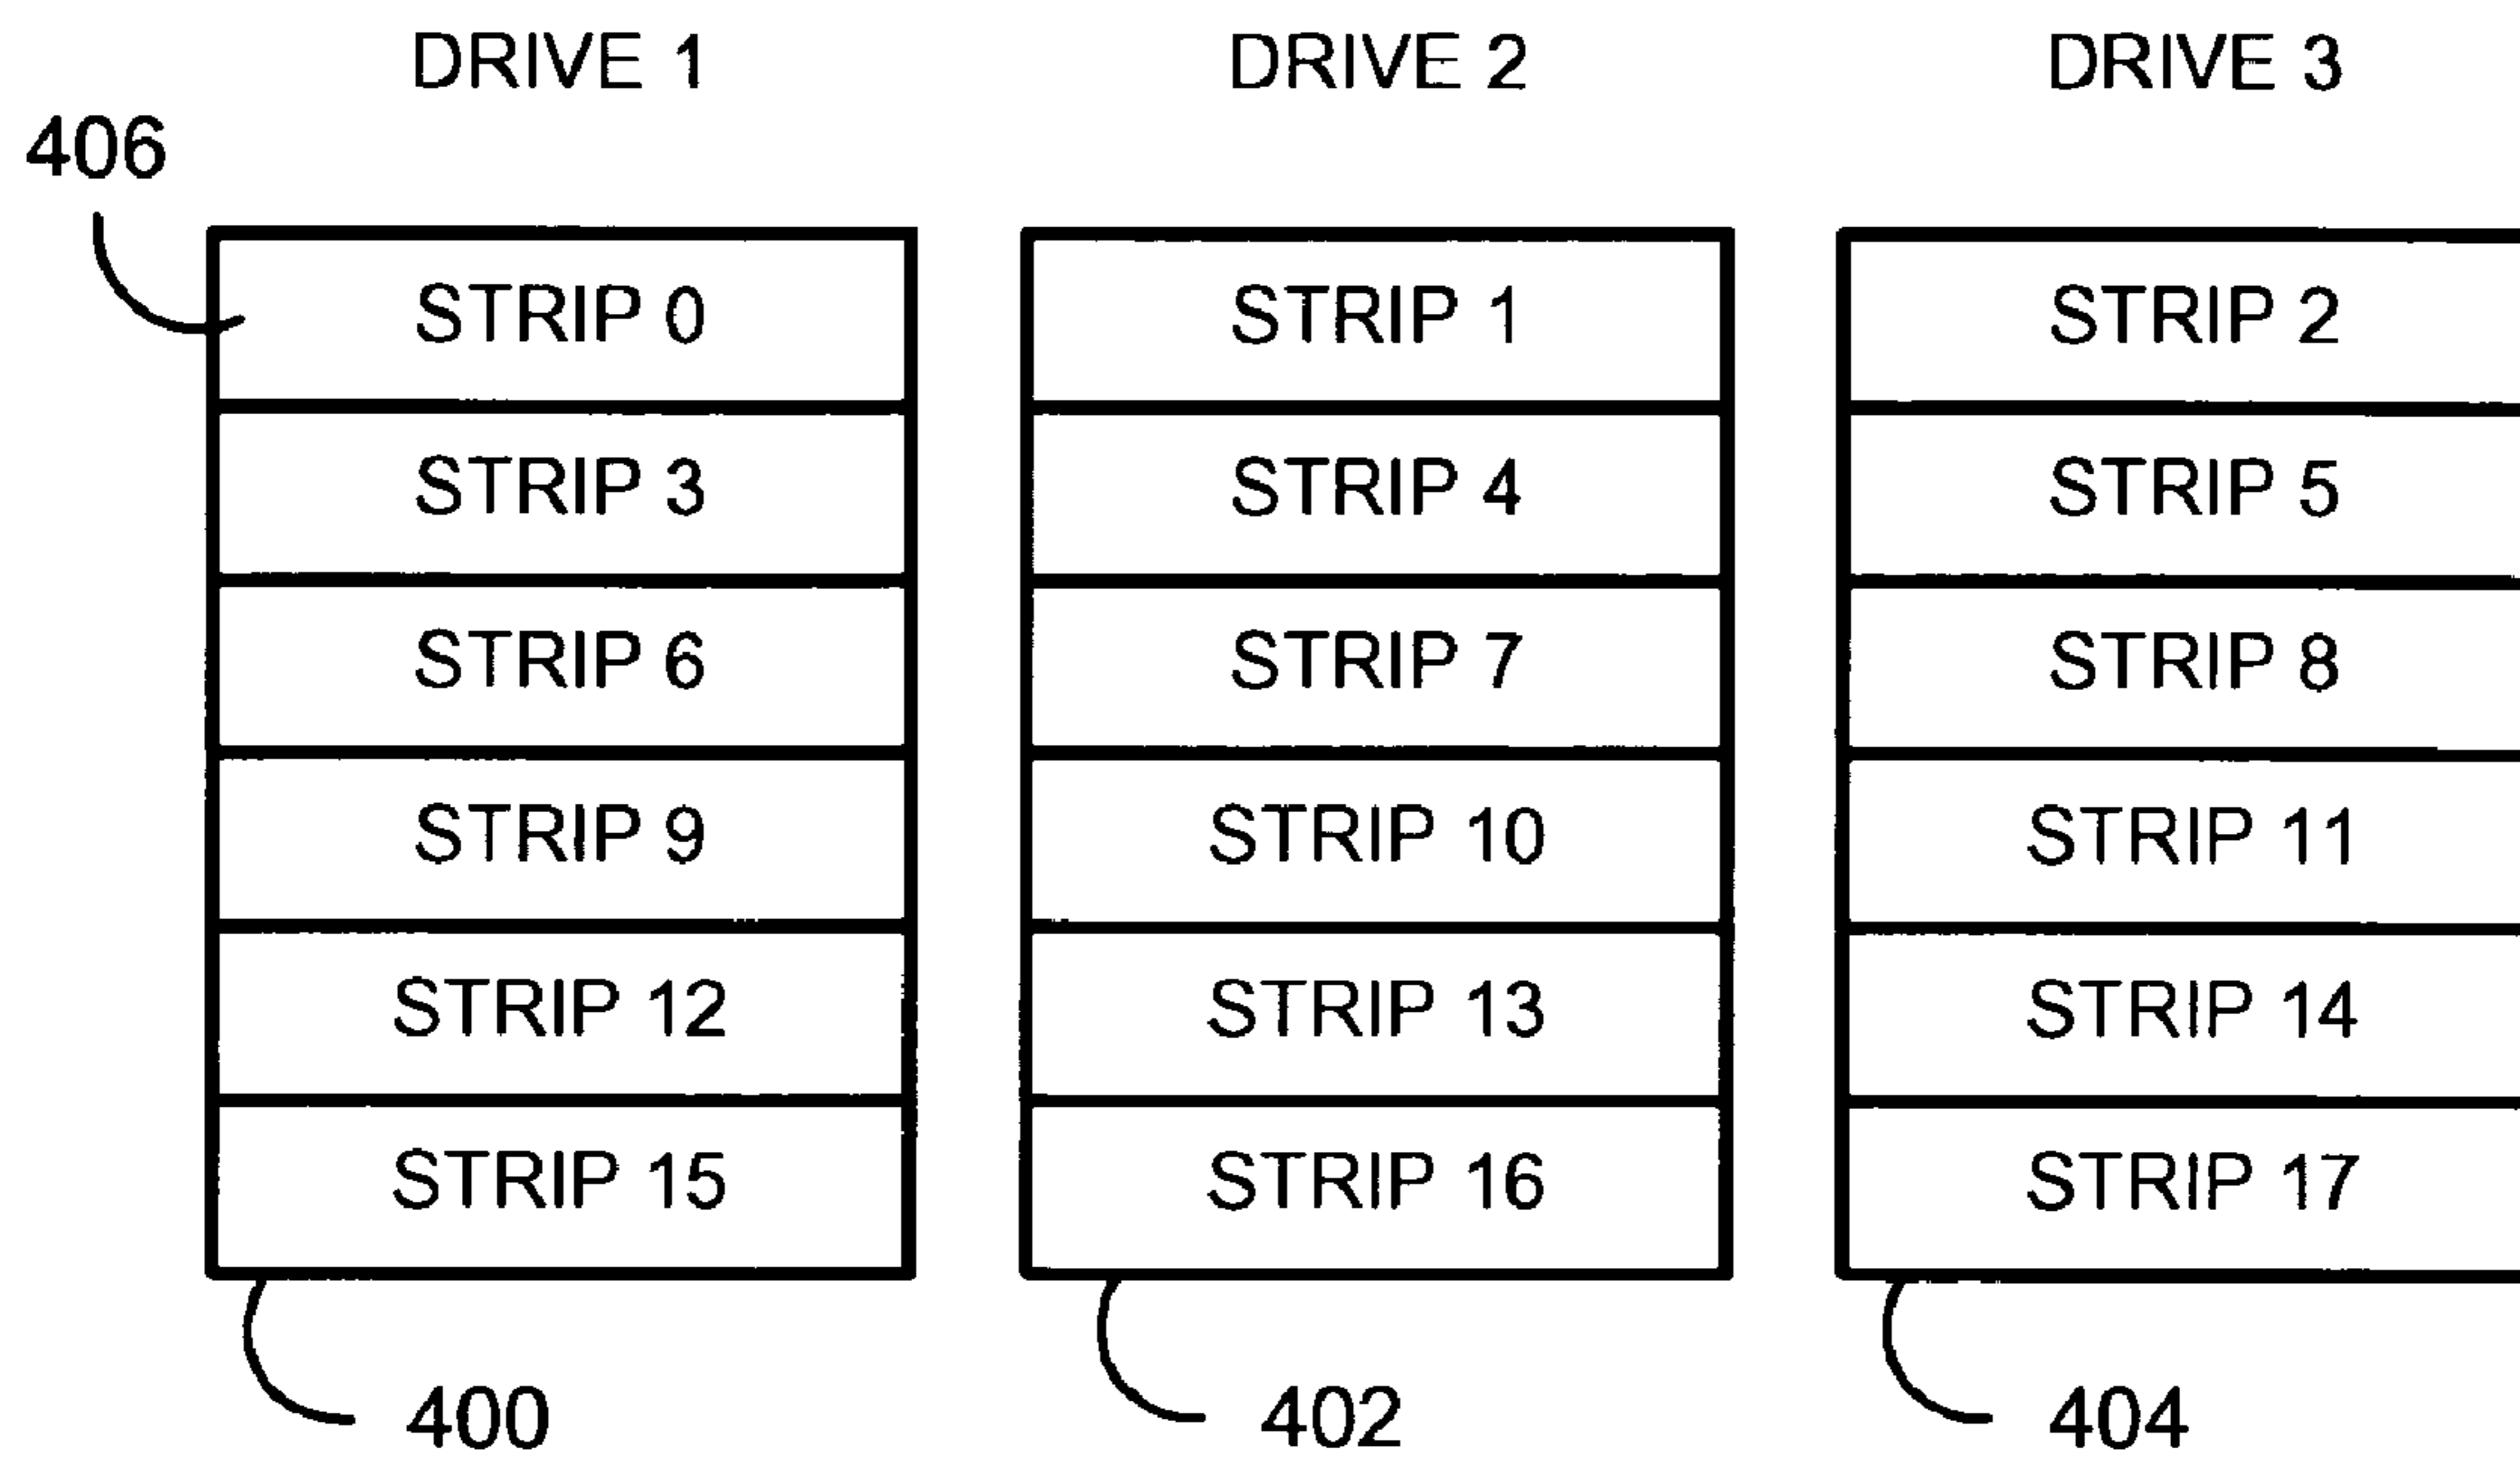 DRIVE 1 DRIVE 2 DRIVE 3
406
STRIP 0 STRIP 1 STRIP 2
STRIP 3 STRIP 4 STRIP 5
STRIP 6 STRIP 7 STRIP 8
STRIP 9 STRIP 10 STRIP 11
STRIP 12 STRIP 13 STRIP 14
STRIP 15 STRIP 16 STRIP 17
400 402 404